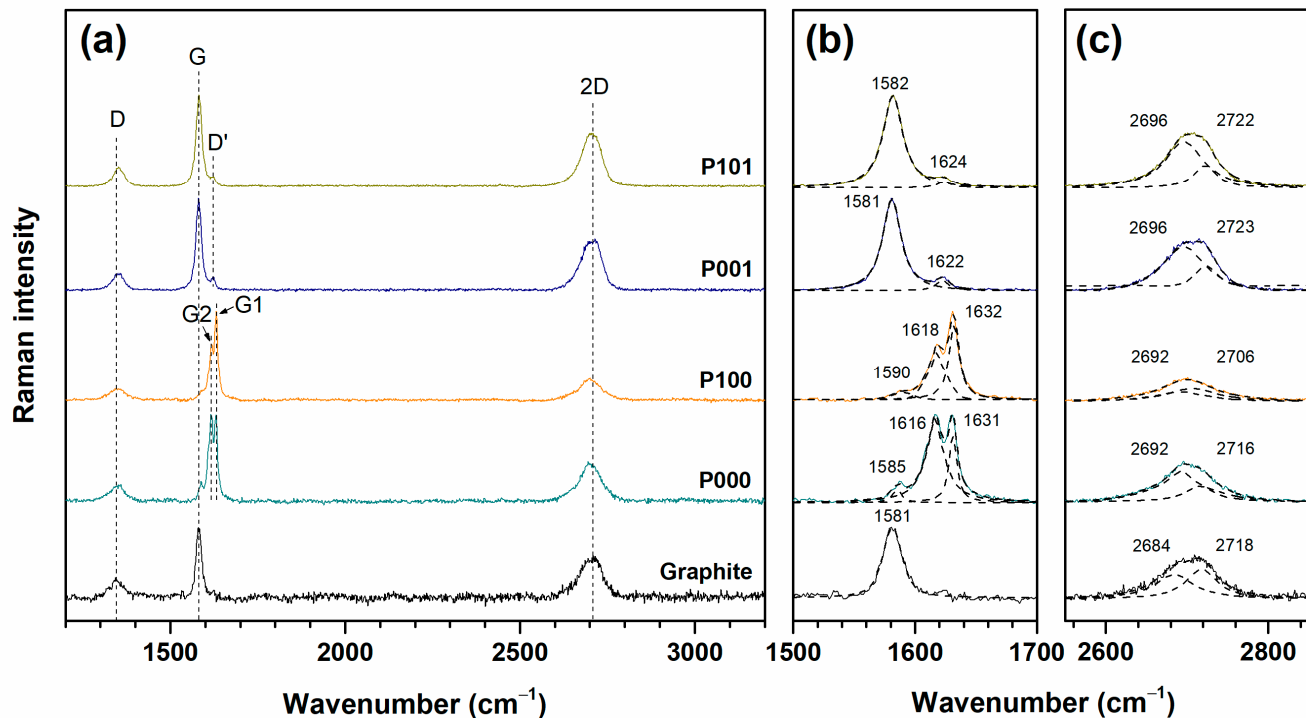 (a)
(b)
(c)
G
D
D'
2D
P101
P001
G2
G1
P100
P000
Graphite
1582
1624
1581
1622
1618
1632
1590
1616
1631
1585
1581
2696
2722
2696
2723
2692
2706
2692
2716
2684
2718
Raman intensity
1500
2000
2500
3000
1500
1600
1700
2600
2800
Wavenumber (cm⁻¹)
Wavenumber (cm⁻¹)